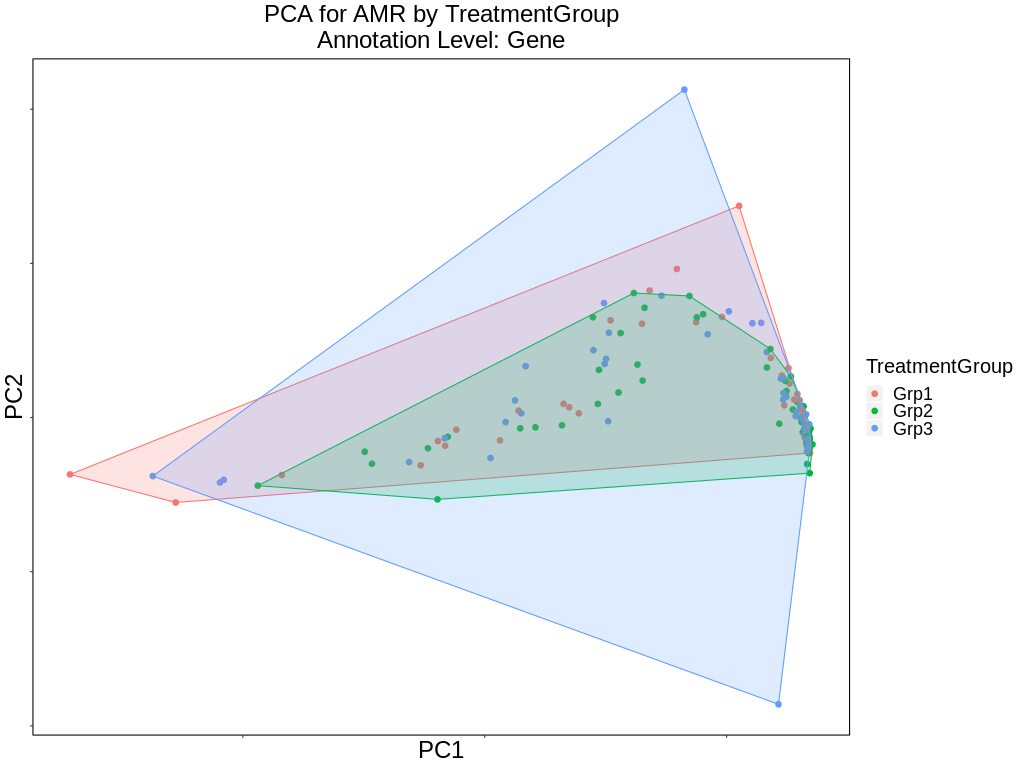 PCA for AMR by TreatmentGroup
Annotation Level: Gene
PC2
PC1
TreatmentGroup
Grp1
Grp2
Grp3